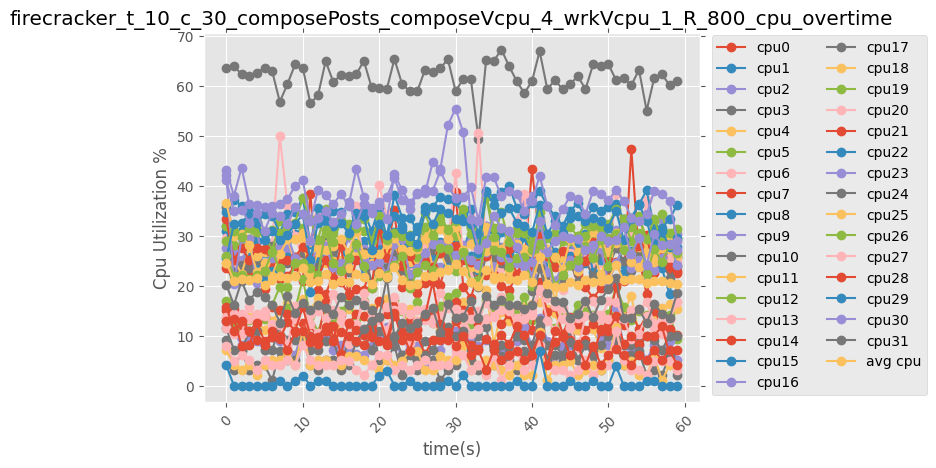 firecracker_t_10_c_30_composePosts_composeVcpu_4_wrkVcpu_1_R_800_cpu_overtime
70
60
50
40
30
20
10
0
Cpu Utilization %
0 10 20 30 40 50 60
time(s)
cpu0 cpu17
cpu1 cpu18
cpu2 cpu19
cpu3 cpu20
cpu4 cpu21
cpu5 cpu22
cpu6 cpu23
cpu7 cpu24
cpu8 cpu25
cpu9 cpu26
cpu10 cpu27
cpu11 cpu28
cpu12 cpu29
cpu13 cpu30
cpu14 cpu31
cpu15 avg cpu
cpu16